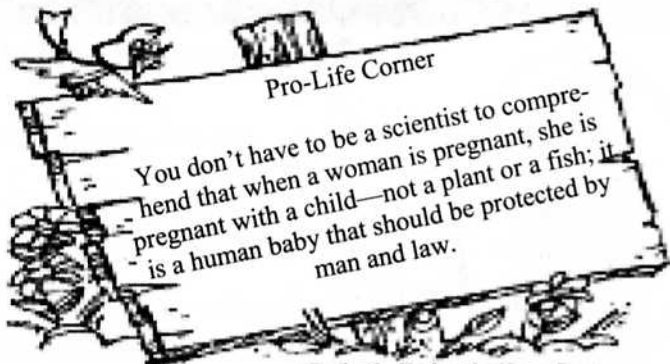 Pro-Life Corner
You don't have to be a scientist to compre-
hend that when a woman is pregnant, she is
pregnant with a child—not a plant or a fish; it
is a human baby that should be protected by
man and law.